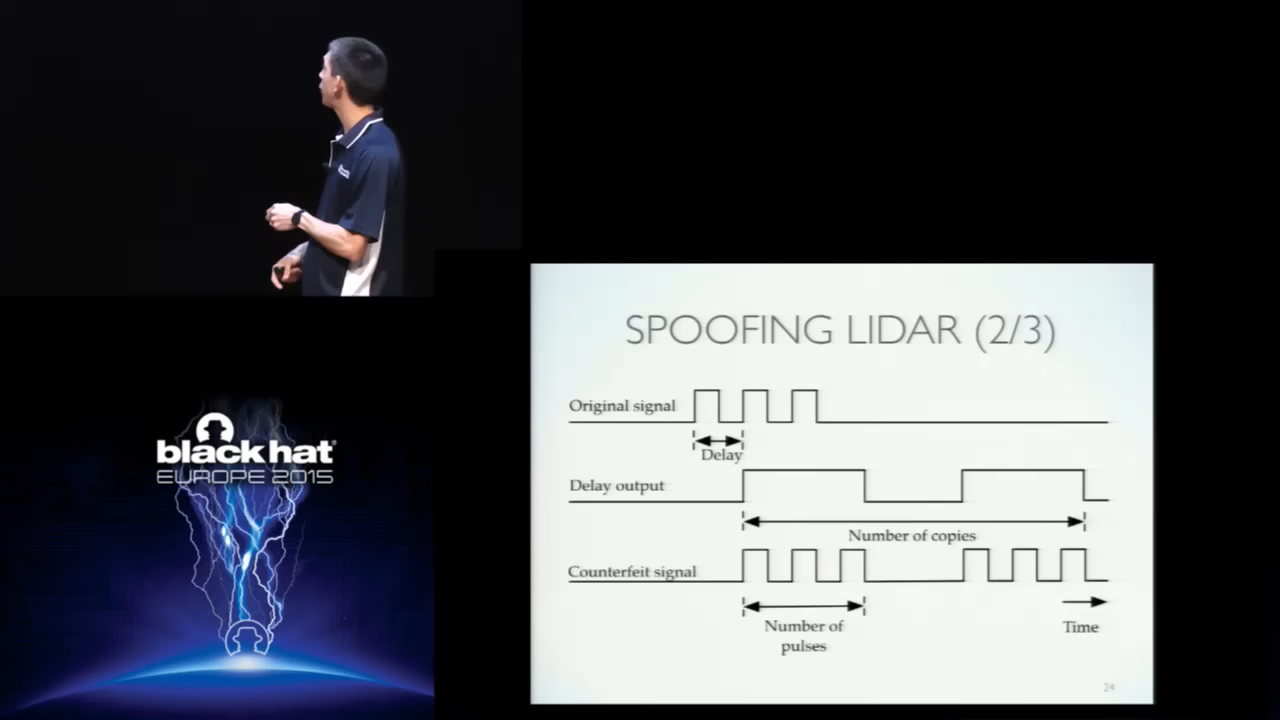 black hat
EUROPE 2015
SPOOFING LIDAR (2/3)
Original signal
Delay
Delay output
Number of copies
Counterfeit signal
Number of
pulses
Time
24